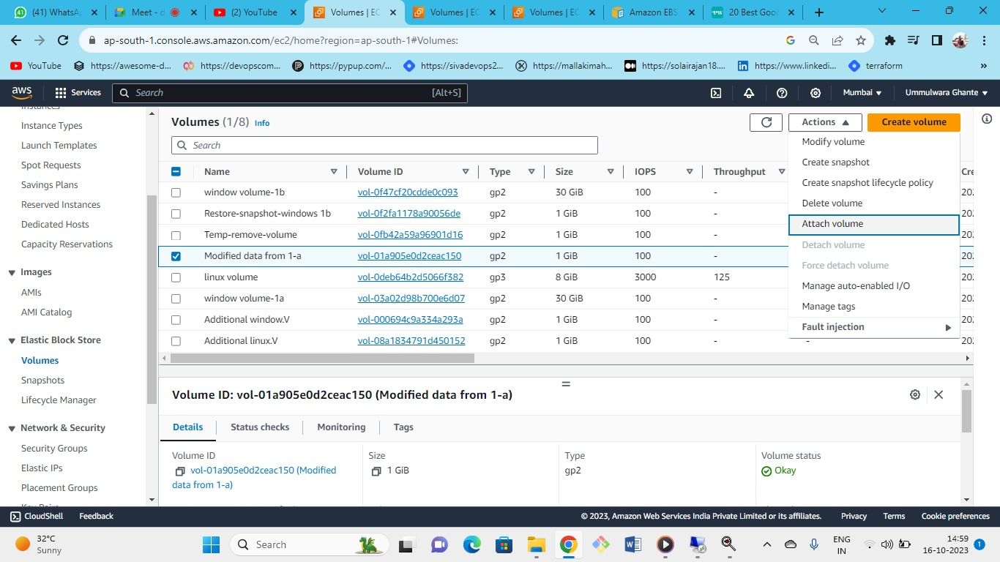 41
(41) WhatsA
Meet - d
(2) YouTube
Volumes | EC
Volumes | EC
Volumes | EC
Amazon EBS
20 Best Goo
ap-south-1.console.aws.amazon.com/ec2/home?region=ap-south-1#Volumes:
YouTube
https://awesome-d...
https://devopscom...
https://pypup.com/...
https://sivadevops2...
https://mallakimah...
https://solairajan18....
https://www.linkedi...
terraform
»
aws
Services
Search
[Alt+S]
Mumbai
Ummulwara Ghante
Instances
Instance Types
Launch Templates
Spot Requests
Savings Plans
Reserved Instances
Dedicated Hosts
Capacity Reservations
Images
AMIs
AMI Catalog
Elastic Block Store
Volumes
Snapshots
Lifecycle Manager
Network & Security
Security Groups
Elastic IPs
Placement Groups
Volumes (1/8) Info
Actions
Create volume
Search
Name Volume ID Type Size IOPS Throughput Cre
window volume-1b vol-0f47cf20cdde0c093 gp2 30 GiB 100 - 202
Restore-snapshot-windows 1b vol-0f2fa1178a90056de gp2 1 GiB 100 - 202
Temp-remove-volume vol-0fb42a59a96901d16 gp2 1 GiB 100 - 202
Modified data from 1-a vol-01a905e0d2ceac150 gp2 1 GiB 100 - 202
linux volume vol-0deb64b2d5066f382 gp3 8 GiB 3000 125 202
window volume-1a vol-03a02d98b700e6d07 gp2 30 GiB 100 - 202
Additional window.V vol-000694c9a334a293a gp2 1 GiB 100 - 202
Additional linux.V vol-08a1834791d450152 gp2 1 GiB 100 - - 202
Modify volume
Create snapshot
Create snapshot lifecycle policy
Delete volume
Attach volume
Detach volume
Force detach volume
Manage auto-enabled I/O
Manage tags
Fault injection
Volume ID: vol-01a905e0d2ceac150 (Modified data from 1-a)
Details
Status checks
Monitoring
Tags
Volume ID
vol-01a905e0d2ceac150 (Modified
data from 1-a)
Size
1 GiB
Type
gp2
Volume status
Okay
CloudShell
Feedback
© 2023, Amazon Web Services India Private Limited or its affiliates.
Privacy
Terms
Cookie preferences
32°C
Sunny
Search
ENG
IN
14:59
16-10-2023
1